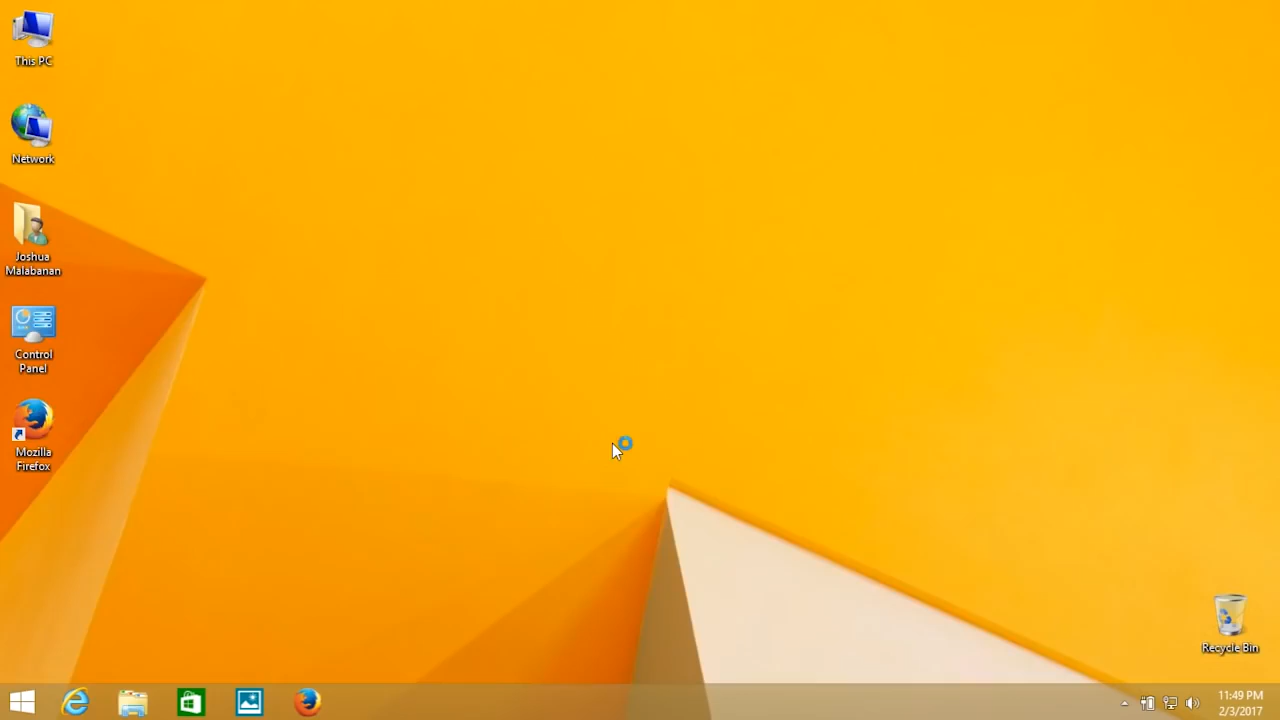 This PC
Network
Joshua
Malabanan
Control
Panel
Mozilla
Firefox
Recycle Bin
11:49 PM
2/3/2017